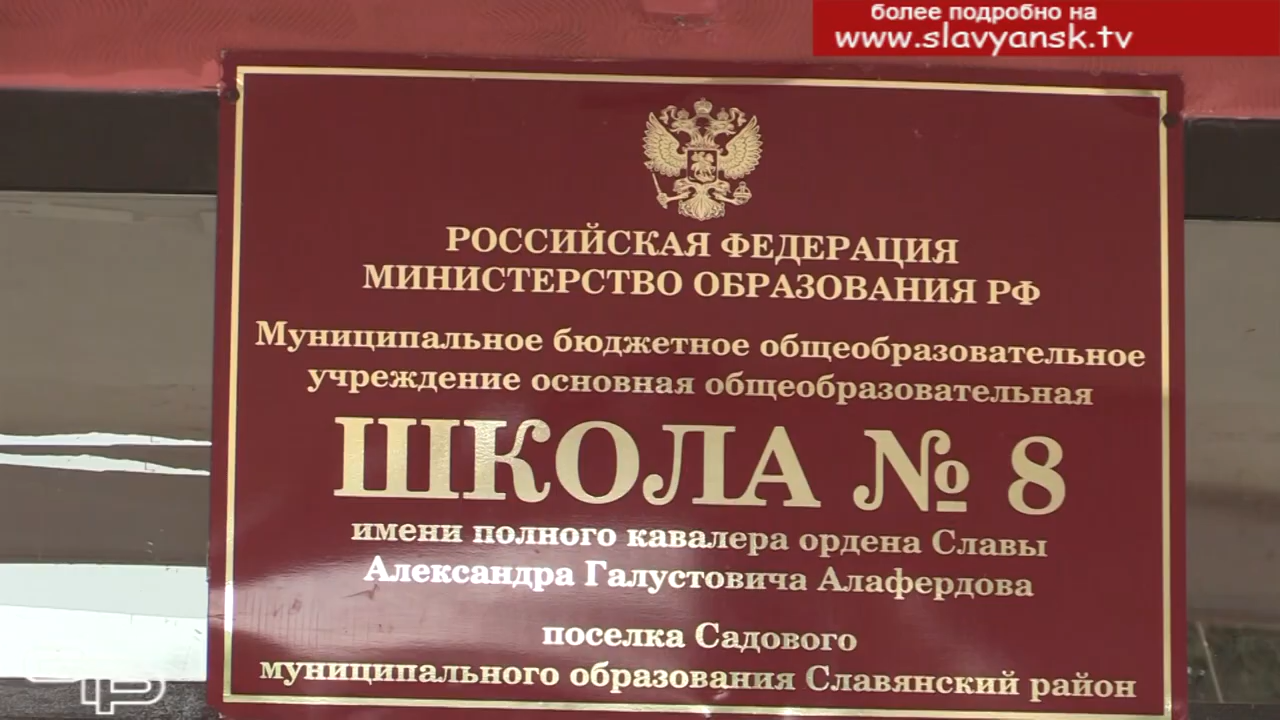 более подробно на
www.slavyansk.tv
РОССИЙСКАЯ ФЕДЕРАЦИЯ
МИНИСТЕРСТВО ОБРАЗОВАНИЯ РФ
Муниципальное бюджетное общеобразовательное
учреждение основная общеобразовательная
ШКОЛА № 8
имени полного кавалера ордена Славы
Александра Галустовича Алафердова
поселка Садового
муниципального образования Славянский район